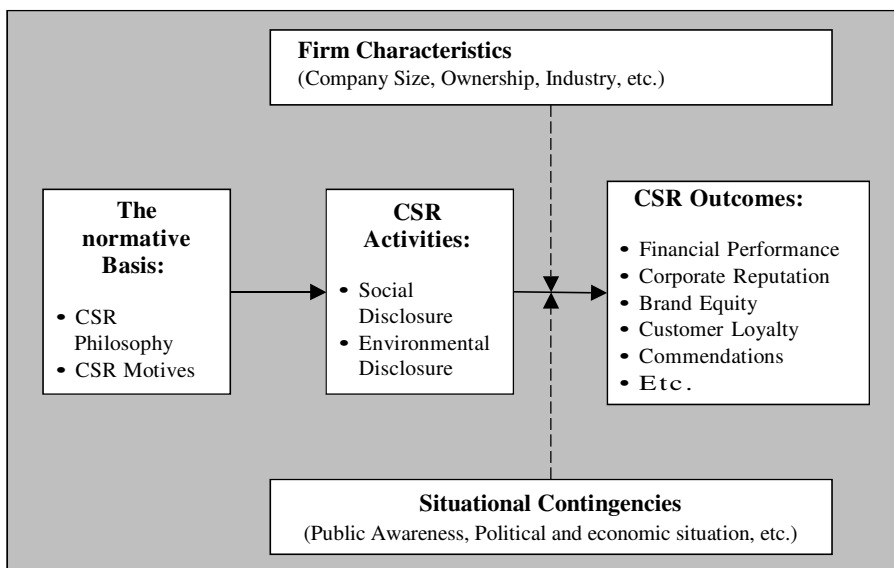 Firm Characteristics
(Company Size, Ownership, Industry, etc.)
The
normative
Basis:
• CSR
Philosophy
• CSR Motives
CSR
Activities:
• Social
Disclosure
• Environmental
Disclosure
CSR Outcomes:
• Financial Performance
• Corporate Reputation
• Brand Equity
• Customer Loyalty
• Commendations
• Etc.
Situational Contingencies
(Public Awareness, Political and economic situation, etc.)